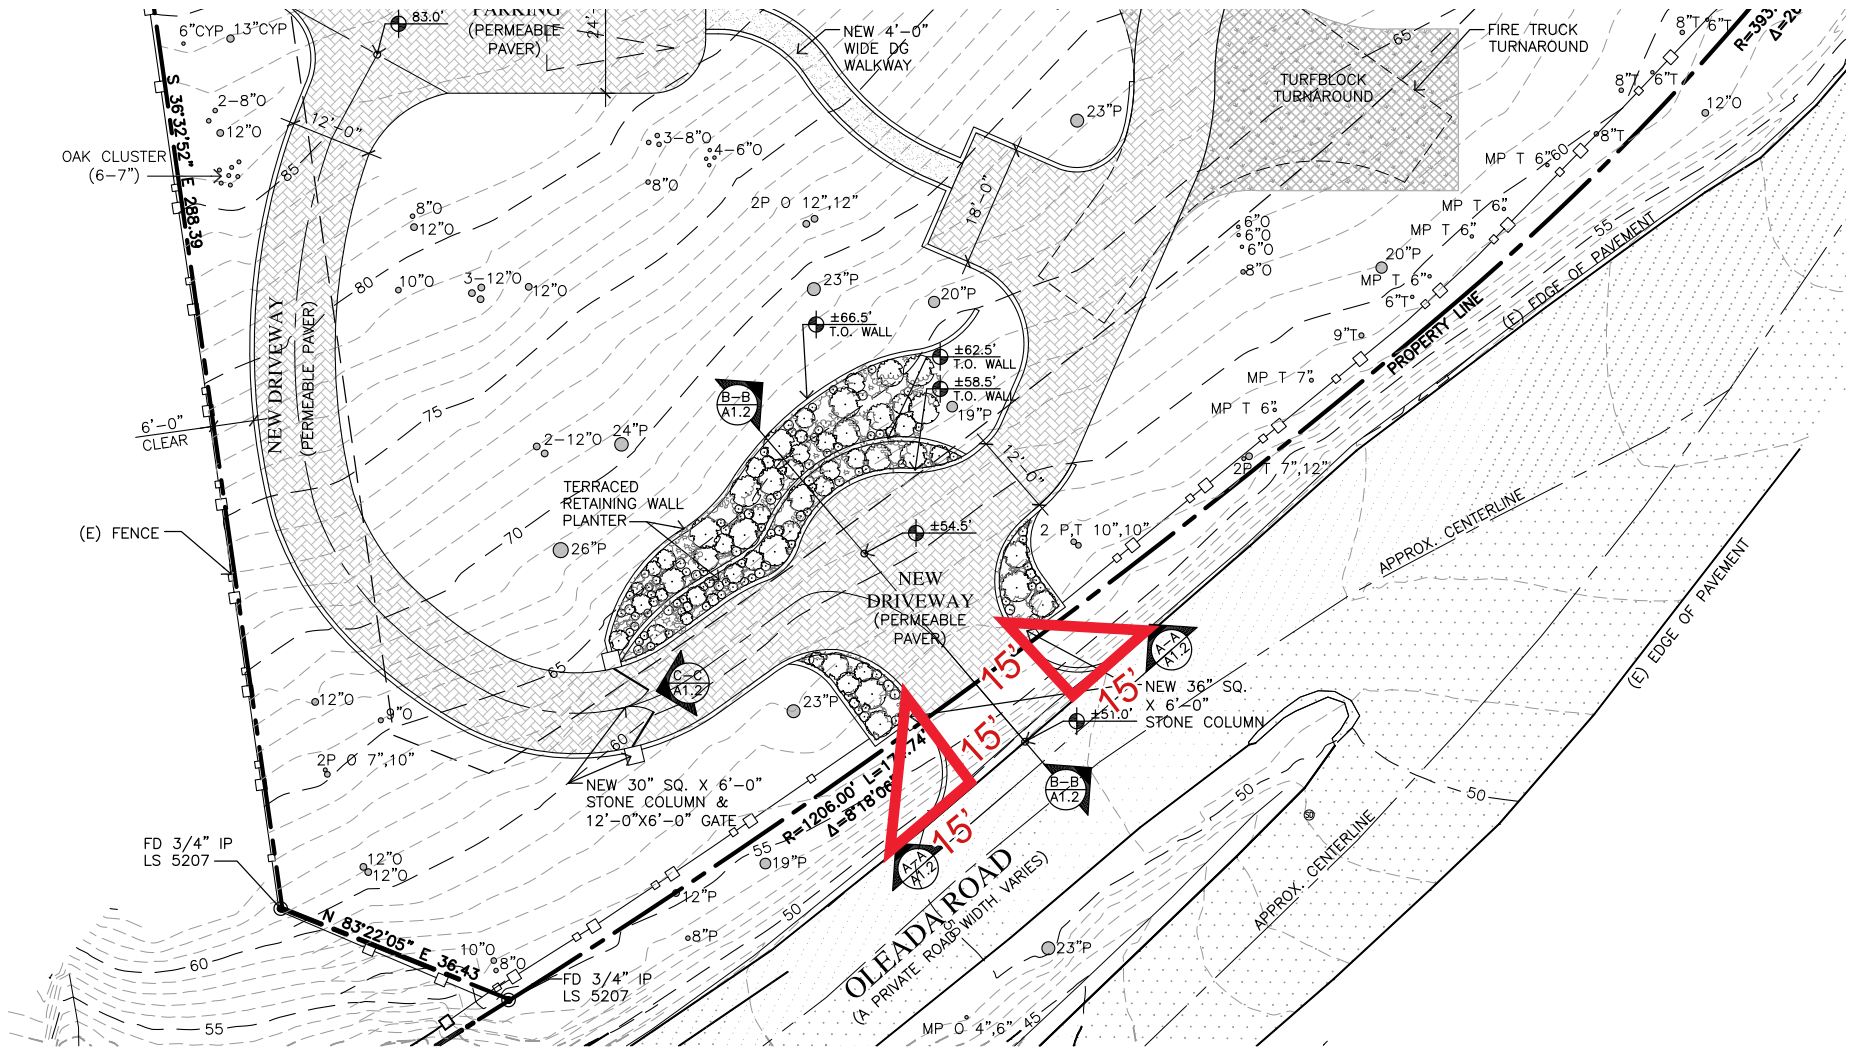 6"CYP
13"CYP
83.0'
PARKING
(PERMEABLE
PAVER)
24'-
NEW 4'-0"
WIDE DG
WALKWAY
65
FIRE TRUCK
TURNAROUND
TURFBLOCK
TURNAROUND
8"T
6"T
R=393.
8"T
6"T
12"O
8"T
S 36°32'52" E 288.39
2-8"O
12"O
OAK CLUSTER
(6-7")
12'-0"
85
3-8"O
4-6"O
8"O
23"P
MP T 6"
60
8"O
12"O
2P O 12",12"
18'-0"
6"O
6"O
6"O
8"O
MP T 6"
MP T 6"
55
20"P
MP T 6"
6"T
(E) EDGE OF PAVEMENT
80
10"O
3-12"O
12"O
23"P
20"P
±66.5'
T.O. WALL
PROPERTY LINE
9"T
NEW DRIVEWAY
(PERMEABLE PAVER)
±62.5'
T.O. WALL
±58.5'
T.O. WALL
19"P
MP T 7"
MP T 6"
B-B
A1.2
75
6'-0"
CLEAR
2-12"O
24"P
12'-0"
2P T 7",12"
TERRACED
RETAINING WALL
PLANTER
APPROX. CENTERLINE
(E) FENCE
70
26"P
±54.5'
2 P,T 10",10"
(E) EDGE OF PAVEMENT
NEW
DRIVEWAY
(PERMEABLE
PAVER)
65
C-C
A1.2
15'
15'
A-A
A1.2
NEW 36" SQ.
X 6'-0"
STONE COLUMN
±51.0'
12"O
9"O
23"P
60
15'
2P O 7",10"
NEW 30" SQ. X 6'-0"
STONE COLUMN &
12'-0"X6'-0" GATE
B-B
A1.2
50
50
R=1206.00'
15'
55
FD 3/4" IP
LS 5207
12"O
12"O
19"P
A-A
A1.2
12"P
50
OLEADA ROAD
(A PRIVATE ROAD WIDTH VARIES)
APPROX. CENTERLINE
N 83°22'05" E 36.43
8"P
23"P
60
10"O
8"O
FD 3/4" IP
LS 5207
55
MP O 4",6"
45